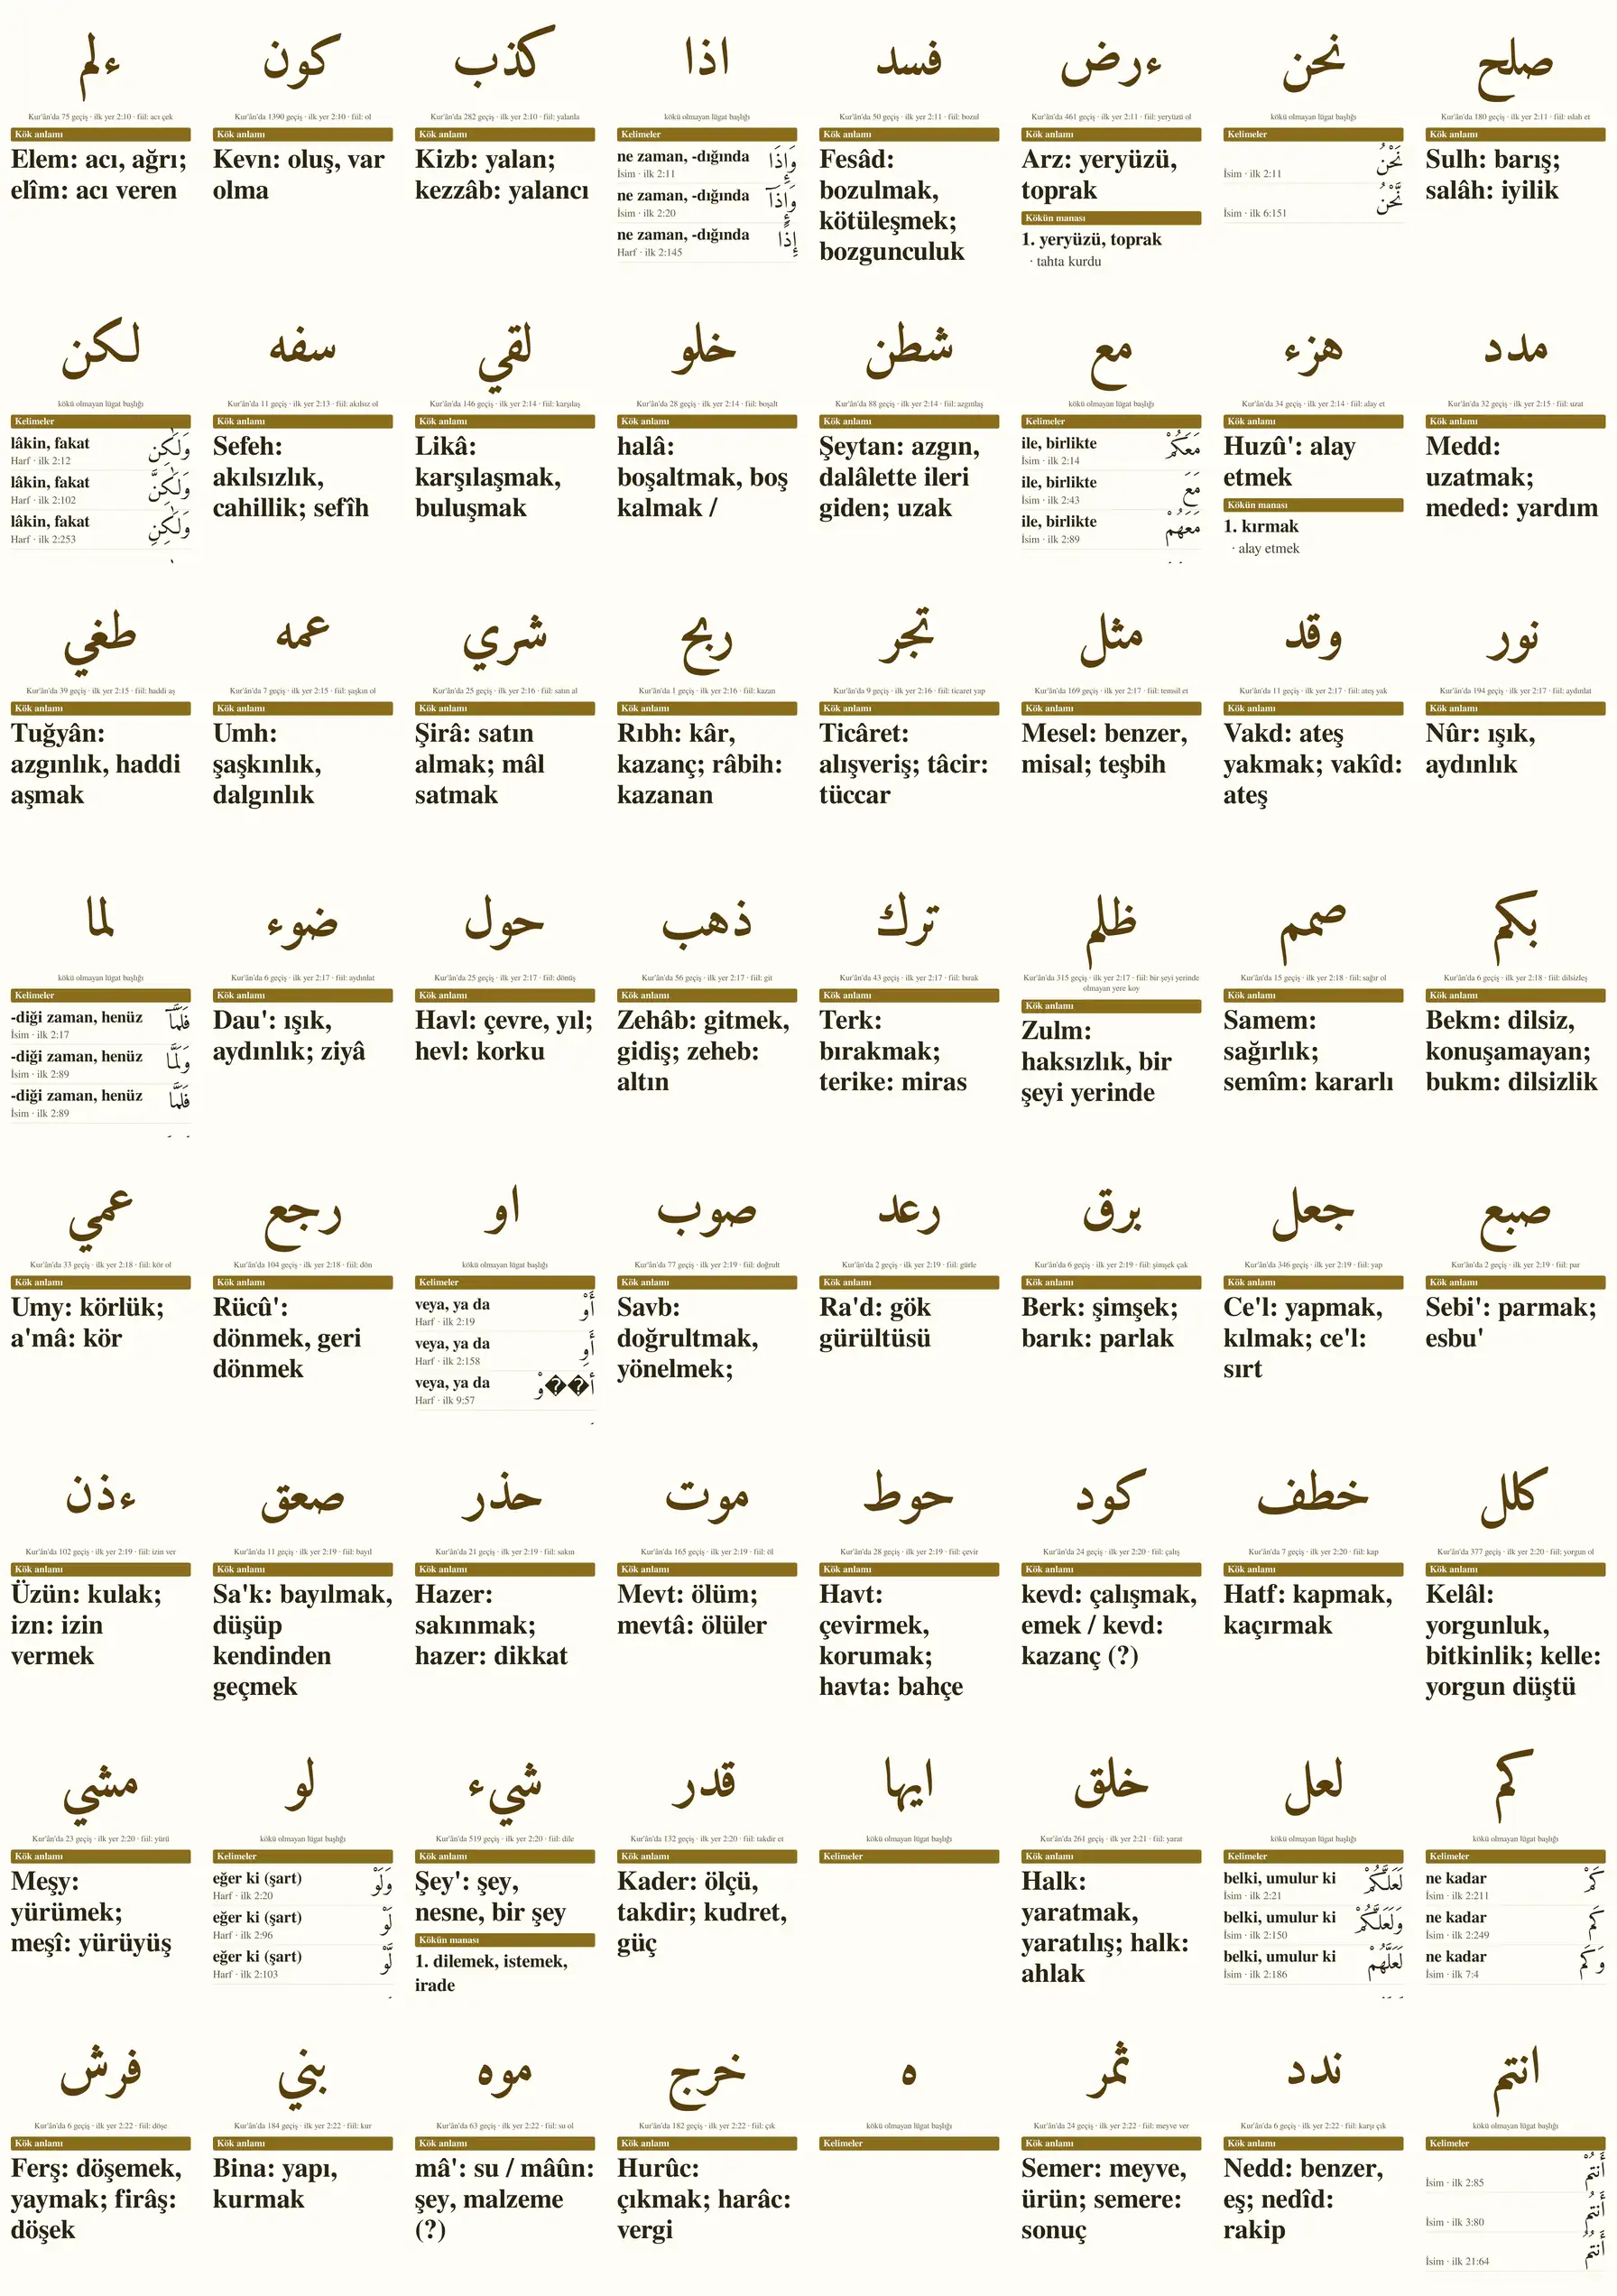 ءلم
Kur'ân'da 75 geçiş · ilk yer 2:10 · fiil: acı çek
Kök anlamı
Elem: acı, ağrı;
elîm: acı veren
كون
Kur'ân'da 1390 geçiş · ilk yer 2:10 · fiil: ol
Kök anlamı
Kevn: oluş, var
olma
كذب
Kur'ân'da 282 geçiş · ilk yer 2:10 · fiil: yalanla
Kök anlamı
Kizb: yalan;
kezzâb: yalancı
اذا
kökü olmayan lügat başlığı
Kelimeler
ne zaman, -dığında وَإِذَا
İsim · ilk 2:11
ne zaman, -dığında وَإِذَآ
İsim · ilk 2:20
ne zaman, -dığında إِذًا
Harf · ilk 2:145
فسد
Kur'ân'da 50 geçiş · ilk yer 2:11 · fiil: bozul
Kök anlamı
Fesâd:
bozulmak,
kötüleşmek;
bozgunculuk
ءرض
Kur'ân'da 461 geçiş · ilk yer 2:11 · fiil: yeryüzü ol
Kök anlamı
Arz: yeryüzü,
toprak
Kökün manası
1. yeryüzü, toprak
· tahta kurdu
نحن
kökü olmayan lügat başlığı
Kelimeler
نَحْنُ
İsim · ilk 2:11
نَّحْنُ
İsim · ilk 6:151
صلح
Kur'ân'da 180 geçiş · ilk yer 2:11 · fiil: ıslah et
Kök anlamı
Sulh: barış;
salâh: iyilik
لكن
kökü olmayan lügat başlığı
Kelimeler
lâkin, fakat وَلَٰكِن
Harf · ilk 2:12
lâkin, fakat وَلَٰكِنَّ
Harf · ilk 2:102
lâkin, fakat وَلَٰكِنِ
Harf · ilk 2:253
سفه
Kur'ân'da 11 geçiş · ilk yer 2:13 · fiil: akılsız ol
Kök anlamı
Sefeh:
akılsızlık,
cahillik; sefîh
لقي
Kur'ân'da 146 geçiş · ilk yer 2:14 · fiil: karşılaş
Kök anlamı
Likâ:
karşılaşmak,
buluşmak
خلو
Kur'ân'da 28 geçiş · ilk yer 2:14 · fiil: boşalt
Kök anlamı
halâ:
boşaltmak, boş
kalmak /
شطن
Kur'ân'da 88 geçiş · ilk yer 2:14 · fiil: azgınlaş
Kök anlamı
Şeytan: azgın,
dalâlette ileri
giden; uzak
مع
kökü olmayan lügat başlığı
Kelimeler
ile, birlikte مَعَكُمْ
İsim · ilk 2:14
ile, birlikte مَعَ
İsim · ilk 2:43
ile, birlikte مَعَهُمْ
İsim · ilk 2:89
هزء
Kur'ân'da 34 geçiş · ilk yer 2:14 · fiil: alay et
Kök anlamı
Huzû': alay
etmek
Kökün manası
1. kırmak
· alay etmek
مدد
Kur'ân'da 32 geçiş · ilk yer 2:15 · fiil: uzat
Kök anlamı
Medd:
uzatmak;
meded: yardım
طغي
Kur'ân'da 39 geçiş · ilk yer 2:15 · fiil: haddi aş
Kök anlamı
Tuğyân:
azgınlık, haddi
aşmak
عمه
Kur'ân'da 7 geçiş · ilk yer 2:15 · fiil: şaşkın ol
Kök anlamı
Umh:
şaşkınlık,
dalgınlık
شري
Kur'ân'da 25 geçiş · ilk yer 2:16 · fiil: satın al
Kök anlamı
Şirâ: satın
almak; mâl
satmak
ربح
Kur'ân'da 1 geçiş · ilk yer 2:16 · fiil: kazan
Kök anlamı
Rıbh: kâr,
kazanç; râbih:
kazanan
تجر
Kur'ân'da 9 geçiş · ilk yer 2:16 · fiil: ticaret yap
Kök anlamı
Ticâret:
alışveriş; tâcir:
tüccar
مثل
Kur'ân'da 169 geçiş · ilk yer 2:17 · fiil: temsil et
Kök anlamı
Mesel: benzer,
misal; teşbih
وقد
Kur'ân'da 11 geçiş · ilk yer 2:17 · fiil: ateş yak
Kök anlamı
Vakd: ateş
yakmak; vakîd:
ateş
نور
Kur'ân'da 194 geçiş · ilk yer 2:17 · fiil: aydınlat
Kök anlamı
Nûr: ışık,
aydınlık
لما
kökü olmayan lügat başlığı
Kelimeler
-diği zaman, henüz فَلَمَّآ
İsim · ilk 2:17
-diği zaman, henüz وَلَمَّا
İsim · ilk 2:89
-diği zaman, henüz فَلَمَّا
İsim · ilk 2:89
ضوء
Kur'ân'da 6 geçiş · ilk yer 2:17 · fiil: aydınlat
Kök anlamı
Dau': ışık,
aydınlık; ziyâ
حول
Kur'ân'da 25 geçiş · ilk yer 2:17 · fiil: dönüş
Kök anlamı
Havl: çevre, yıl;
hevl: korku
ذهب
Kur'ân'da 56 geçiş · ilk yer 2:17 · fiil: git
Kök anlamı
Zehâb: gitmek,
gidiş; zeheb:
altın
ترك
Kur'ân'da 43 geçiş · ilk yer 2:17 · fiil: bırak
Kök anlamı
Terk:
bırakmak;
terike: miras
ظلم
Kur'ân'da 315 geçiş · ilk yer 2:17 · fiil: bir şeyi yerinde
olmayan yere koy
Kök anlamı
Zulm:
haksızlık, bir
şeyi yerinde
صمم
Kur'ân'da 15 geçiş · ilk yer 2:18 · fiil: sağır ol
Kök anlamı
Samem:
sağırlık;
semîm: kararlı
بكم
Kur'ân'da 6 geçiş · ilk yer 2:18 · fiil: dilsizleş
Kök anlamı
Bekm: dilsiz,
konuşamayan;
bukm: dilsizlik
عمي
Kur'ân'da 33 geçiş · ilk yer 2:18 · fiil: kör ol
Kök anlamı
Umy: körlük;
a'mâ: kör
رجع
Kur'ân'da 104 geçiş · ilk yer 2:18 · fiil: dön
Kök anlamı
Rücû':
dönmek, geri
dönmek
او
kökü olmayan lügat başlığı
Kelimeler
veya, ya da أَوْ
Harf · ilk 2:19
veya, ya da أَوِ
Harf · ilk 2:158
veya, ya da أ��وْ
Harf · ilk 9:57
صوب
Kur'ân'da 77 geçiş · ilk yer 2:19 · fiil: doğrult
Kök anlamı
Savb:
doğrultmak,
yönelmek;
رعد
Kur'ân'da 2 geçiş · ilk yer 2:19 · fiil: gürle
Kök anlamı
Ra'd: gök
gürültüsü
برق
Kur'ân'da 6 geçiş · ilk yer 2:19 · fiil: şimşek çak
Kök anlamı
Berk: şimşek;
barık: parlak
جعل
Kur'ân'da 346 geçiş · ilk yer 2:19 · fiil: yap
Kök anlamı
Ce'l: yapmak,
kılmak; ce'l:
sırt
صبع
Kur'ân'da 2 geçiş · ilk yer 2:19 · fiil: par
Kök anlamı
Sebi': parmak;
esbu'
ءذن
Kur'ân'da 102 geçiş · ilk yer 2:19 · fiil: izin ver
Kök anlamı
Üzün: kulak;
izn: izin
vermek
صعق
Kur'ân'da 11 geçiş · ilk yer 2:19 · fiil: bayıl
Kök anlamı
Sa'k: bayılmak,
düşüp
kendinden
geçmek
حذر
Kur'ân'da 21 geçiş · ilk yer 2:19 · fiil: sakın
Kök anlamı
Hazer:
sakınmak;
hazer: dikkat
موت
Kur'ân'da 165 geçiş · ilk yer 2:19 · fiil: öl
Kök anlamı
Mevt: ölüm;
mevtâ: ölüler
حوط
Kur'ân'da 28 geçiş · ilk yer 2:19 · fiil: çevir
Kök anlamı
Havt:
çevirmek,
korumak;
havta: bahçe
كود
Kur'ân'da 24 geçiş · ilk yer 2:20 · fiil: çalış
Kök anlamı
kevd: çalışmak,
emek / kevd:
kazanç (?)
خطف
Kur'ân'da 7 geçiş · ilk yer 2:20 · fiil: kap
Kök anlamı
Hatf: kapmak,
kaçırmak
كلل
Kur'ân'da 377 geçiş · ilk yer 2:20 · fiil: yorgun ol
Kök anlamı
Kelâl:
yorgunluk,
bitkinlik; kelle:
yorgun düştü
مشي
Kur'ân'da 23 geçiş · ilk yer 2:20 · fiil: yürü
Kök anlamı
Meşy:
yürümek;
meşî: yürüyüş
لو
kökü olmayan lügat başlığı
Kelimeler
eğer ki (şart) وَلَوْ
Harf · ilk 2:20
eğer ki (şart) لَوْ
Harf · ilk 2:96
eğer ki (şart) لَّوْ
Harf · ilk 2:103
شيء
Kur'ân'da 519 geçiş · ilk yer 2:20 · fiil: dile
Kök anlamı
Şey': şey,
nesne, bir şey
Kökün manası
1. dilemek, istemek,
irade
قدر
Kur'ân'da 132 geçiş · ilk yer 2:20 · fiil: takdir et
Kök anlamı
Kader: ölçü,
takdir; kudret,
güç
ايها
kökü olmayan lügat başlığı
Kelimeler
خلق
Kur'ân'da 261 geçiş · ilk yer 2:21 · fiil: yarat
Kök anlamı
Halk:
yaratmak,
yaratılış; halk:
ahlak
لعل
kökü olmayan lügat başlığı
Kelimeler
belki, umulur ki لَعَلَّكُمْ
İsim · ilk 2:21
belki, umulur ki وَلَعَلَّكُمْ
İsim · ilk 2:150
belki, umulur ki لَعَلَّهُمْ
İsim · ilk 2:186
كم
kökü olmayan lügat başlığı
Kelimeler
ne kadar كَمْ
İsim · ilk 2:211
ne kadar كَم
İsim · ilk 2:249
ne kadar وَكَم
İsim · ilk 7:4
فرش
Kur'ân'da 6 geçiş · ilk yer 2:22 · fiil: döşe
Kök anlamı
Ferş: döşemek,
yaymak; firâş:
döşek
بني
Kur'ân'da 184 geçiş · ilk yer 2:22 · fiil: kur
Kök anlamı
Bina: yapı,
kurmak
موه
Kur'ân'da 63 geçiş · ilk yer 2:22 · fiil: su ol
Kök anlamı
mâ': su / mâûn:
şey, malzeme
(?)
خرج
Kur'ân'da 182 geçiş · ilk yer 2:22 · fiil: çık
Kök anlamı
Hurûc:
çıkmak; harâc:
vergi
ه
kökü olmayan lügat başlığı
Kelimeler
ثمر
Kur'ân'da 24 geçiş · ilk yer 2:22 · fiil: meyve ver
Kök anlamı
Semer: meyve,
ürün; semere:
sonuç
ندد
Kur'ân'da 6 geçiş · ilk yer 2:22 · fiil: karşı çık
Kök anlamı
Nedd: benzer,
eş; nedîd:
rakip
انتم
kökü olmayan lügat başlığı
Kelimeler
أَنتُمْ
İsim · ilk 2:85
أَنتُم
İsim · ilk 3:80
أَنتُمُ
İsim · ilk 21:64